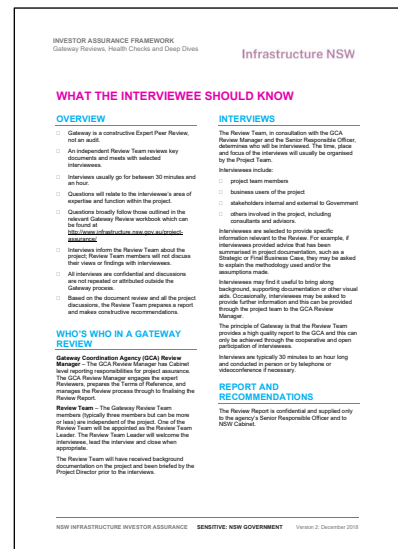 INVESTOR ASSURANCE FRAMEWORK
Gateway Reviews, Health Checks and Deep Dives
Infrastructure NSW
WHAT THE INTERVIEWEE SHOULD KNOW
OVERVIEW
Gateway is a constructive Expert Peer Review,
not an audit.
An independent Review Team reviews key
documents and meets with selected
interviewees.
Interviews usually go for between 30 minutes and
an hour.
Questions will relate to the interviewee's area of
expertise and function within the project.
Questions broadly follow those outlined in the
relevant Gateway Review workbook which can
be found at
http://www.infrastructure.nsw.gov.au/project-
assurance/
Interviews inform the Review Team about the
project; Review Team members will not discuss
their views or findings with interviewees.
All interviews are confidential and discussions
are not repeated or attributed outside the
Gateway process.
Based on the document review and all the project
discussions, the Review Team prepares a report
and makes constructive recommendations.
WHO'S WHO IN A GATEWAY
REVIEW
Gateway Coordination Agency (GCA) Review
Manager – The GCA Review Manager has Cabinet
level reporting responsibilities for project assurance.
The GCA Review Manager engages the expert
Reviewers, prepares the Terms of Reference, and
manages the Review process through to finalising the
Review Report.
Review Team – The Gateway Review Team
members (typically three members but can be more
or less) are independent of the project. One of the
Review Team will be appointed as the Review Team
Leader. The Review Team Leader will welcome the
interviewee, lead the interview and close when
appropriate.
The Review Team will have received background
documentation on the project and been briefed by the
Project Director prior to the interviews.
INTERVIEWS
The Review Team, in consultation with the GCA
Review Manager and the Senior Responsible Officer,
determines who will be interviewed. The time, place
and focus of the interviews will usually be organised
by the Project Team.
Interviewees include:
project team members
business users of the project
stakeholders internal and external to Government
others involved in the project, including
consultants and advisors.
Interviewees are selected to provide specific
information relevant to the Review. For example, if
interviewees provided advice that has been
summarised in project documentation, such as a
Strategic or Final Business Case, they may be asked
to explain the methodology used and/or the
assumptions made.
Interviewees may find it useful to bring along
background, supporting documentation or other visual
aids. Occasionally, interviewees may be asked to
provide further information and this can be provided
through the project team to the GCA Review
Manager.
The principle of Gateway is that the Review Team
provides a high quality report to the GCA and this can
only be achieved through the cooperative and open
participation of interviewees.
Interviews are typically 30 minutes to an hour long
and conducted in person or by telephone or
videoconference if necessary.
REPORT AND
RECOMMENDATIONS
The Review Report is confidential and supplied only
to the agency's Senior Responsible Officer and to
NSW Cabinet.
NSW INFRASTRUCTURE INVESTOR ASSURANCE SENSITIVE: NSW GOVERNMENT Version 2: December 2018